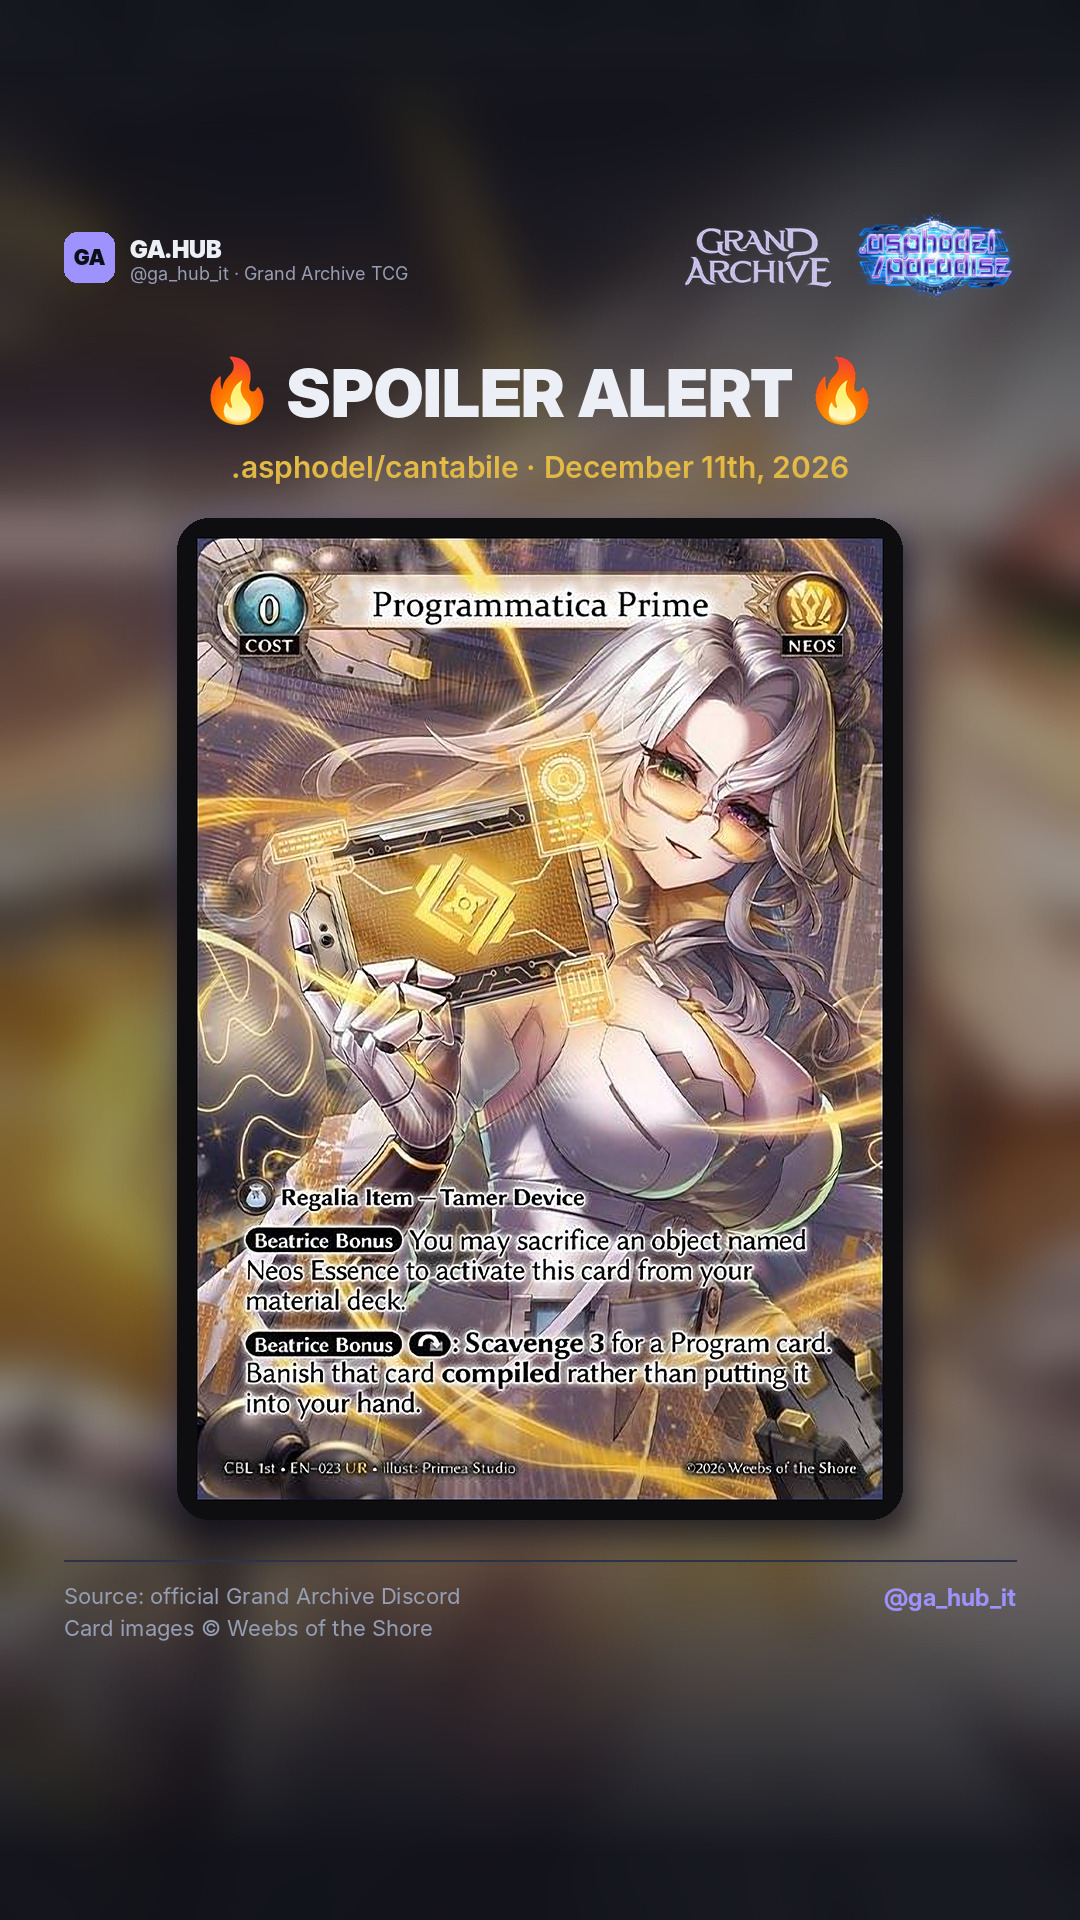 GA
GA.HUB
@ga_hub_it · Grand Archive TCG
GRAND
ARCHIVE
.asphodel
/paradise
🔥 SPOILER ALERT 🔥
.asphodel/cantabile · December 11th, 2026
0
COST
Programmatica Prime
NEOS
Regalia Item — Tamer Device
Beatrice Bonus You may sacrifice an object named
Neos Essence to activate this card from your
material deck.
Beatrice Bonus : Scavenge 3 for a Program card.
Banish that card compiled rather than putting it
into your hand.
CBL 1st • EN-023 UR • illust: Primea Studio
©2026 Weebs of the Shore
Source: official Grand Archive Discord
@ga_hub_it
Card images © Weebs of the Shore